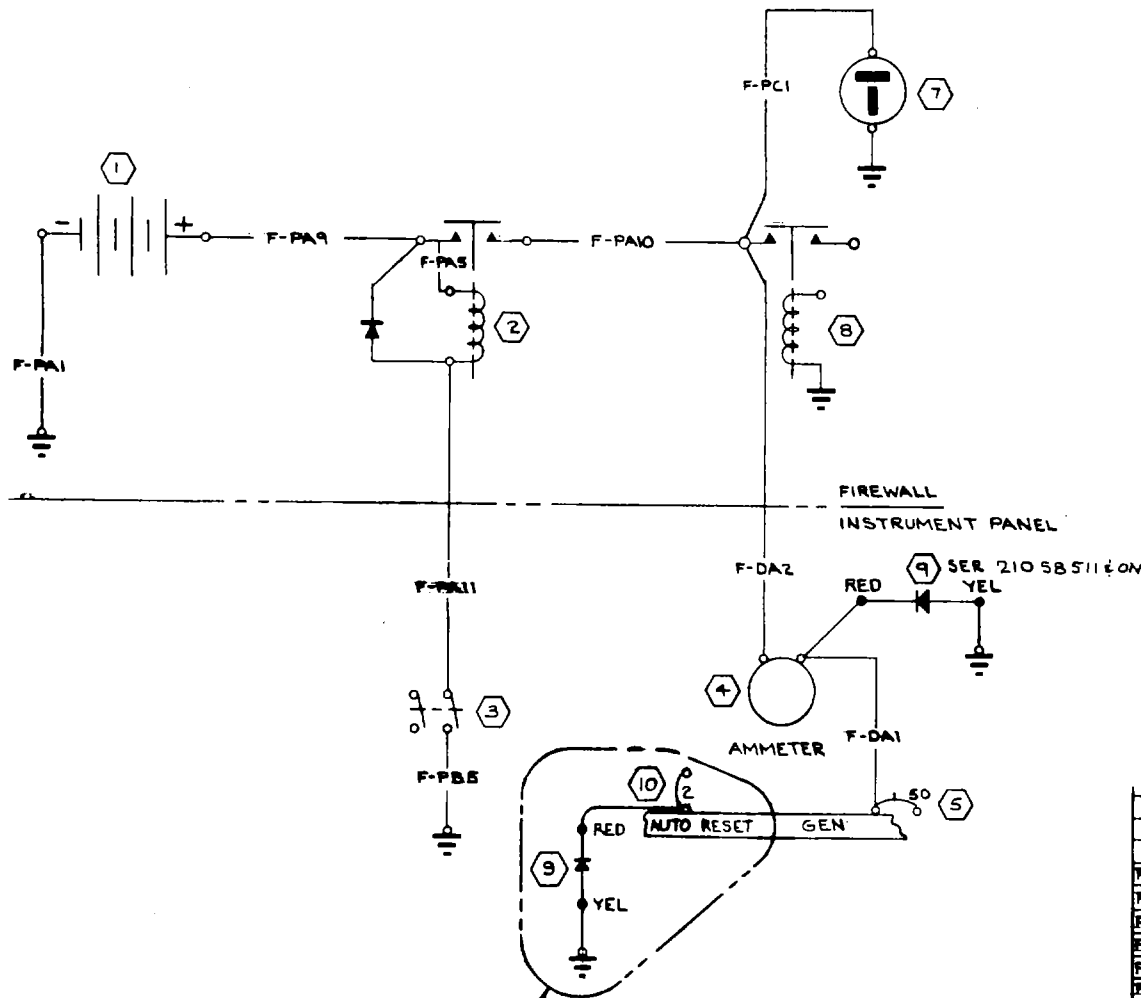 F-PC1
7
1
-
+
F-PA9
F-PA5
F-PA10
2
8
F-PA1
FIREWALL
INSTRUMENT PANEL
F-PA11
F-DA2
9 SER 21058511 & ON
RED
YEL
3
4
AMMETER
F-DA1
F-PB5
10
2
50
5
RED
AUTO RESET
GEN
9
YEL